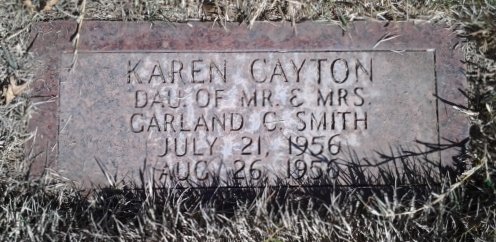 KAREN CAYTON
DAU. OF MR. & MRS.
GARLAND C. SMITH
JULY 21, 1956
AUG. 26, 1956